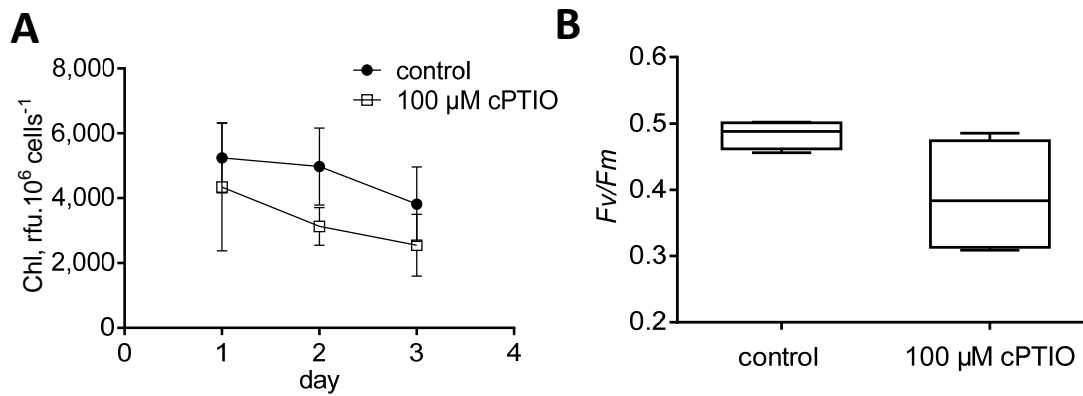 A
Chl, rfu.10⁶ cells⁻¹
8,000
6,000
4,000
2,000
0
0
1
2
3
4
day
control
100 µM cPTIO
B
Fv/Fm
0.6
0.5
0.4
0.3
0.2
control
100 µM cPTIO